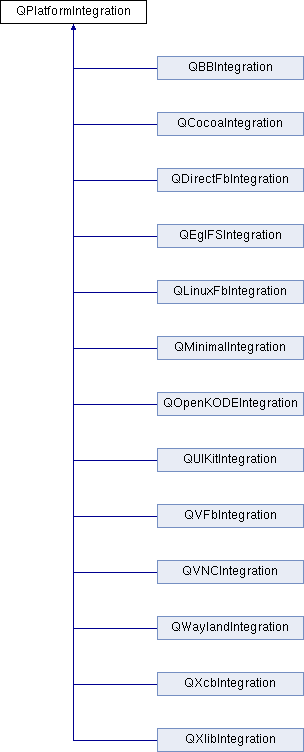 QPlatformIntegration
QBBIntegration
QCocoaIntegration
QDirectFbIntegration
QEglFSIntegration
QLinuxFbIntegration
QMinimalIntegration
QOpenKODEIntegration
QUIKitIntegration
QVFbIntegration
QVNCIntegration
QWaylandIntegration
QXcbIntegration
QXlibIntegration